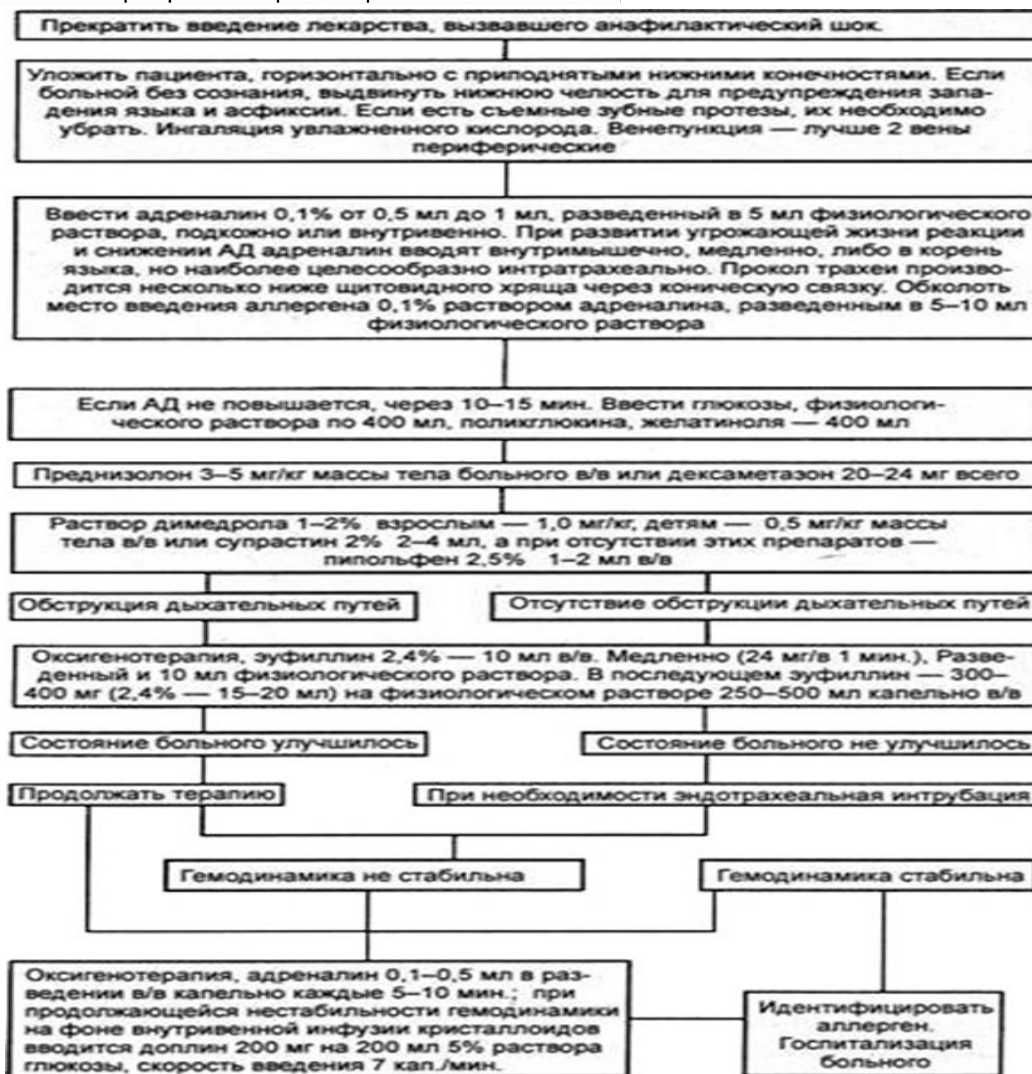 Прекратить введение лекарства, вызвавшего анафилактический шок.
Уложить пациента, горизонтально с приподнятыми нижними конечностями. Если
больной без сознания, выдвинуть нижнюю челюсть для предупреждения запа-
дения языка и асфиксии. Если есть съемные зубные протезы, их необходимо
убрать. Ингаляция увлажненного кислорода. Венепункция — лучше 2 вены
периферические
Ввести адреналин 0,1% от 0,5 мл до 1 мл, разведенный в 5 мл физиологического
раствора, подкожно или внутривенно. При развитии угрожающей жизни реакции
и снижении АД адреналин вводят внутримышечно, медленно, либо в корень
языка, но наиболее целесообразно интратрахеально. Прокол трахеи произво-
дится несколько ниже щитовидного хряща через коническую связку. Обколоть
место введения аллергена 0,1% раствором адреналина, разведенным в 5–10 мл
физиологического раствора
Если АД не повышается, через 10–15 мин. Ввести глюкозы, физиологи-
ческого раствора по 400 мл, полиглюкина, желатиноля — 400 мл
Преднизолон 3–5 мг/кг массы тела больного в/в или дексаметазон 20–24 мг всего
Раствор димедрола 1–2% взрослым — 1,0 мг/кг, детям — 0,5 мг/кг массы
тела в/в или супрастин 2% 2–4 мл, а при отсутствии этих препаратов —
пипольфен 2,5% 1–2 мл в/в
Обструкция дыхательных путей
Отсутствие обструкции дыхательных путей
Оксигенотерапия, эуфиллин 2,4% — 10 мл в/в. Медленно (24 мг/в 1 мин.), Разве-
денный и 10 мл физиологического раствора. В последующем эуфиллин — 300–
400 мг (2,4% — 15–20 мл) на физиологическом растворе 250–500 мл капельно в/в
Состояние больного улучшилось
Состояние больного не улучшилось
Продолжать терапию
При необходимости эндотрахеальная интрубация
Гемодинамика не стабильна
Гемодинамика стабильна
Оксигенотерапия, адреналин 0,1–0,5 мл в раз-
ведении в/в капельно каждые 5–10 мин.; при
продолжающейся нестабильности гемодинамики
на фоне внутривенной инфузии кристаллоидов
вводится доплин 200 мг на 200 мл 5% раствора
глюкозы, скорость введения 7 кап./мин.
Идентифицировать
аллерген.
Госпитализация
больного